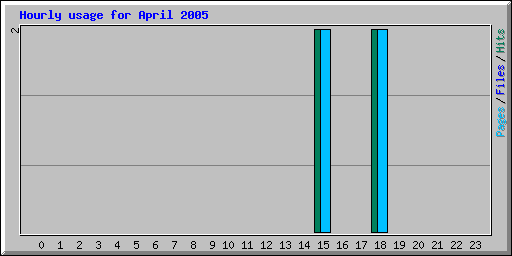 Hourly usage for April 2005
2
Pages/Files/Hits
0 1 2 3 4 5 6 7 8 9 10 11 12 13 14 15 16 17 18 19 20 21 22 23